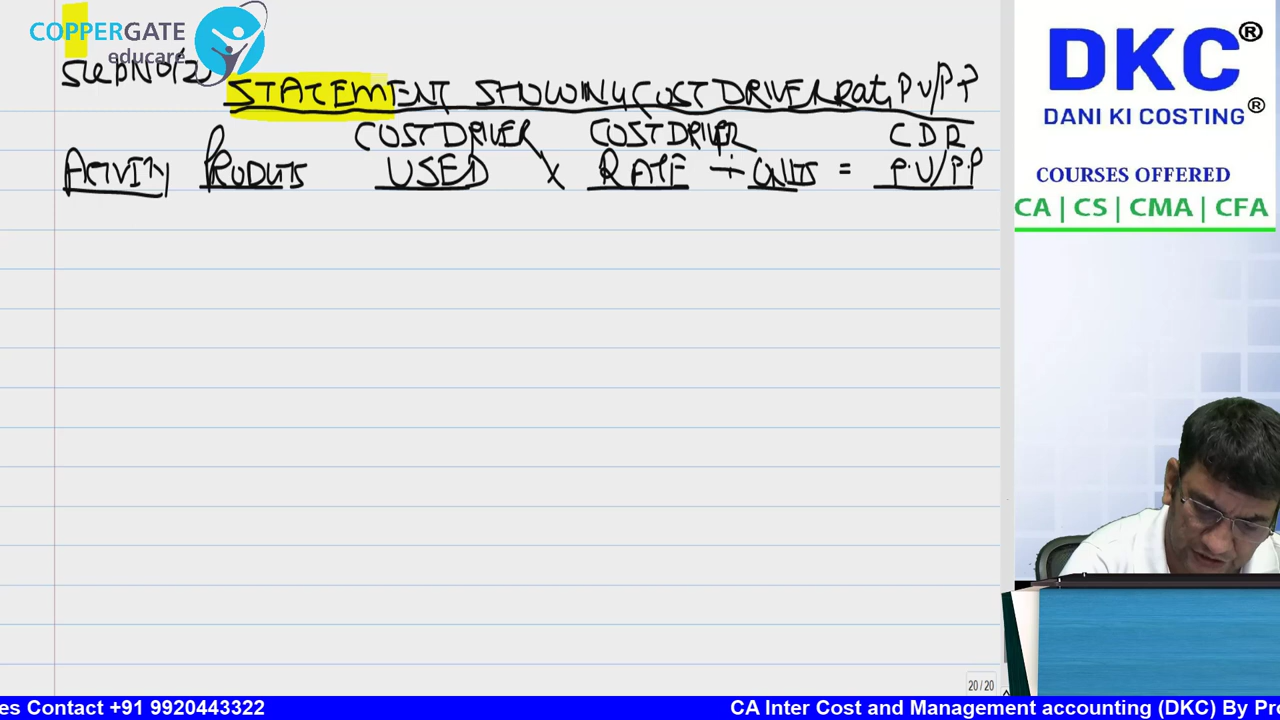 COPPERGATE
educare
Step NO (2)
STATEMENT SHOWING COST DRIVER Rate P.U/P.P
COST DRIVER COST DRIVER CDR
ACTIVITY PRODUCTS USED X RATE ÷ UNITS = P.U/P.P
DKC®
DANI KI COSTING®
COURSES OFFERED
CA | CS | CMA | CFA
20 / 20
es Contact +91 9920443322 CA Inter Cost and Management accounting (DKC) By Pro